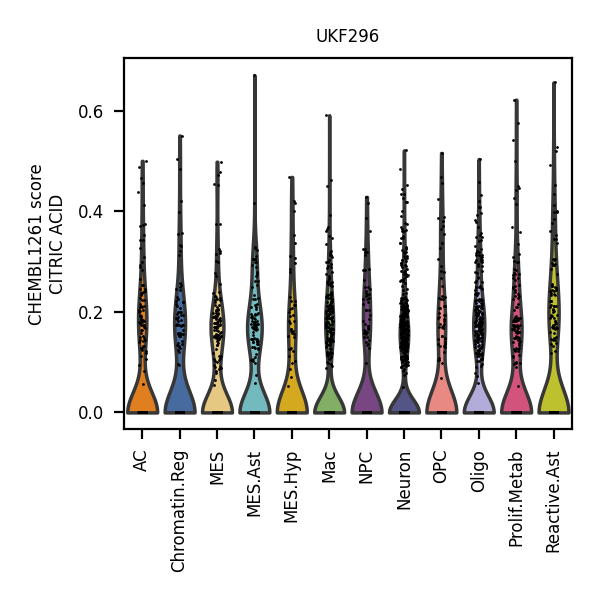 UKF296
CHEMBL1261 score
CITRIC ACID
0.6
0.4
0.2
0.0
AC
Chromatin.Reg
MES
MES.Ast
MES.Hyp
Mac
NPC
Neuron
OPC
Oligo
Prolif.Metab
Reactive.Ast